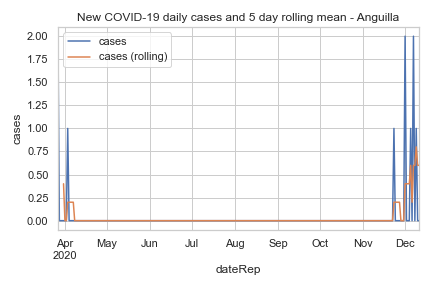 New COVID-19 daily cases and 5 day rolling mean - Anguilla
cases
cases (rolling)
2.00
1.75
1.50
1.25
1.00
0.75
0.50
0.25
0.00
cases
Apr May Jun Jul Aug Sep Oct Nov Dec
2020
dateRep